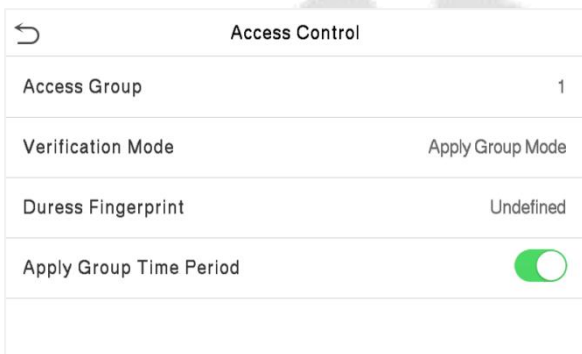 Access Control
Access Group 1
Verification Mode Apply Group Mode
Duress Fingerprint Undefined
Apply Group Time Period